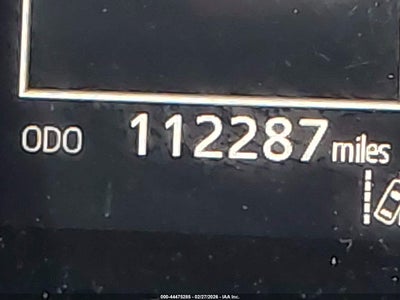 ODO 112287 miles
000-44475285 - 02/27/2026 - IAA Inc.